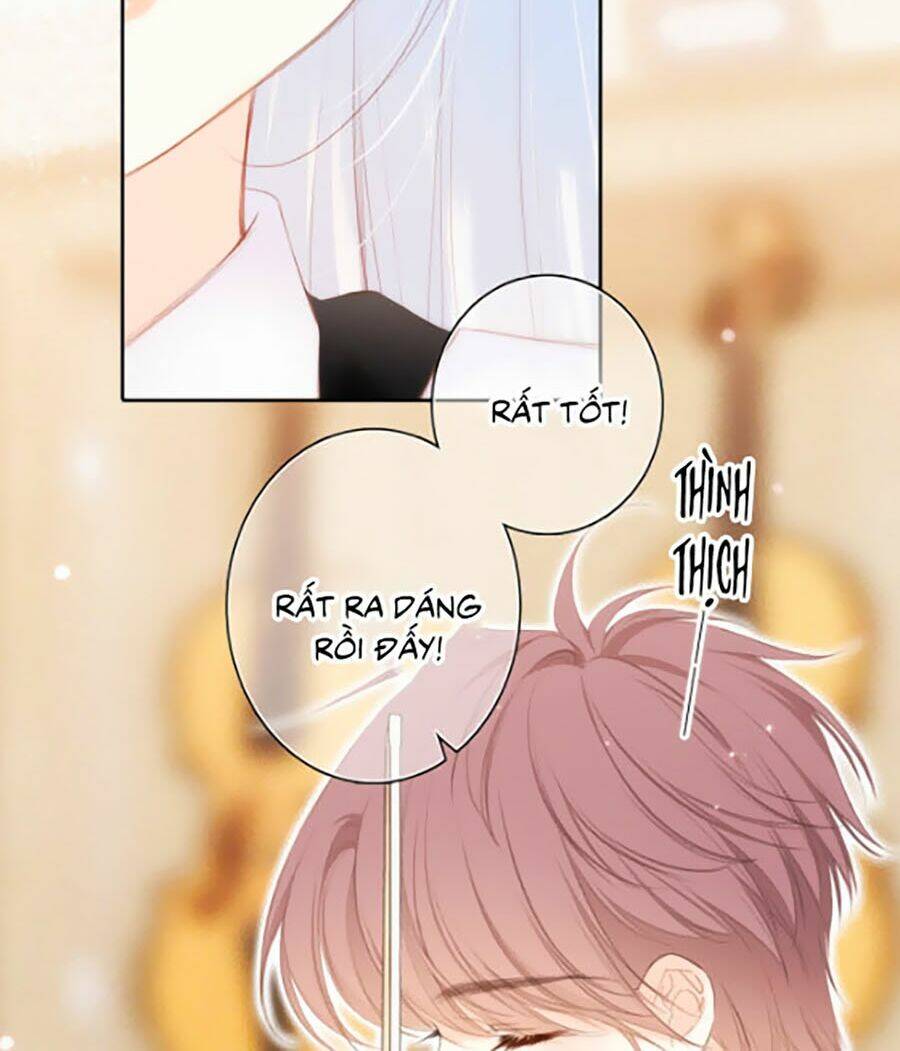 RẤT TỐT!
RẤT RA DÁNG
RỒI ĐẤY!
THÌNH
THỊCH